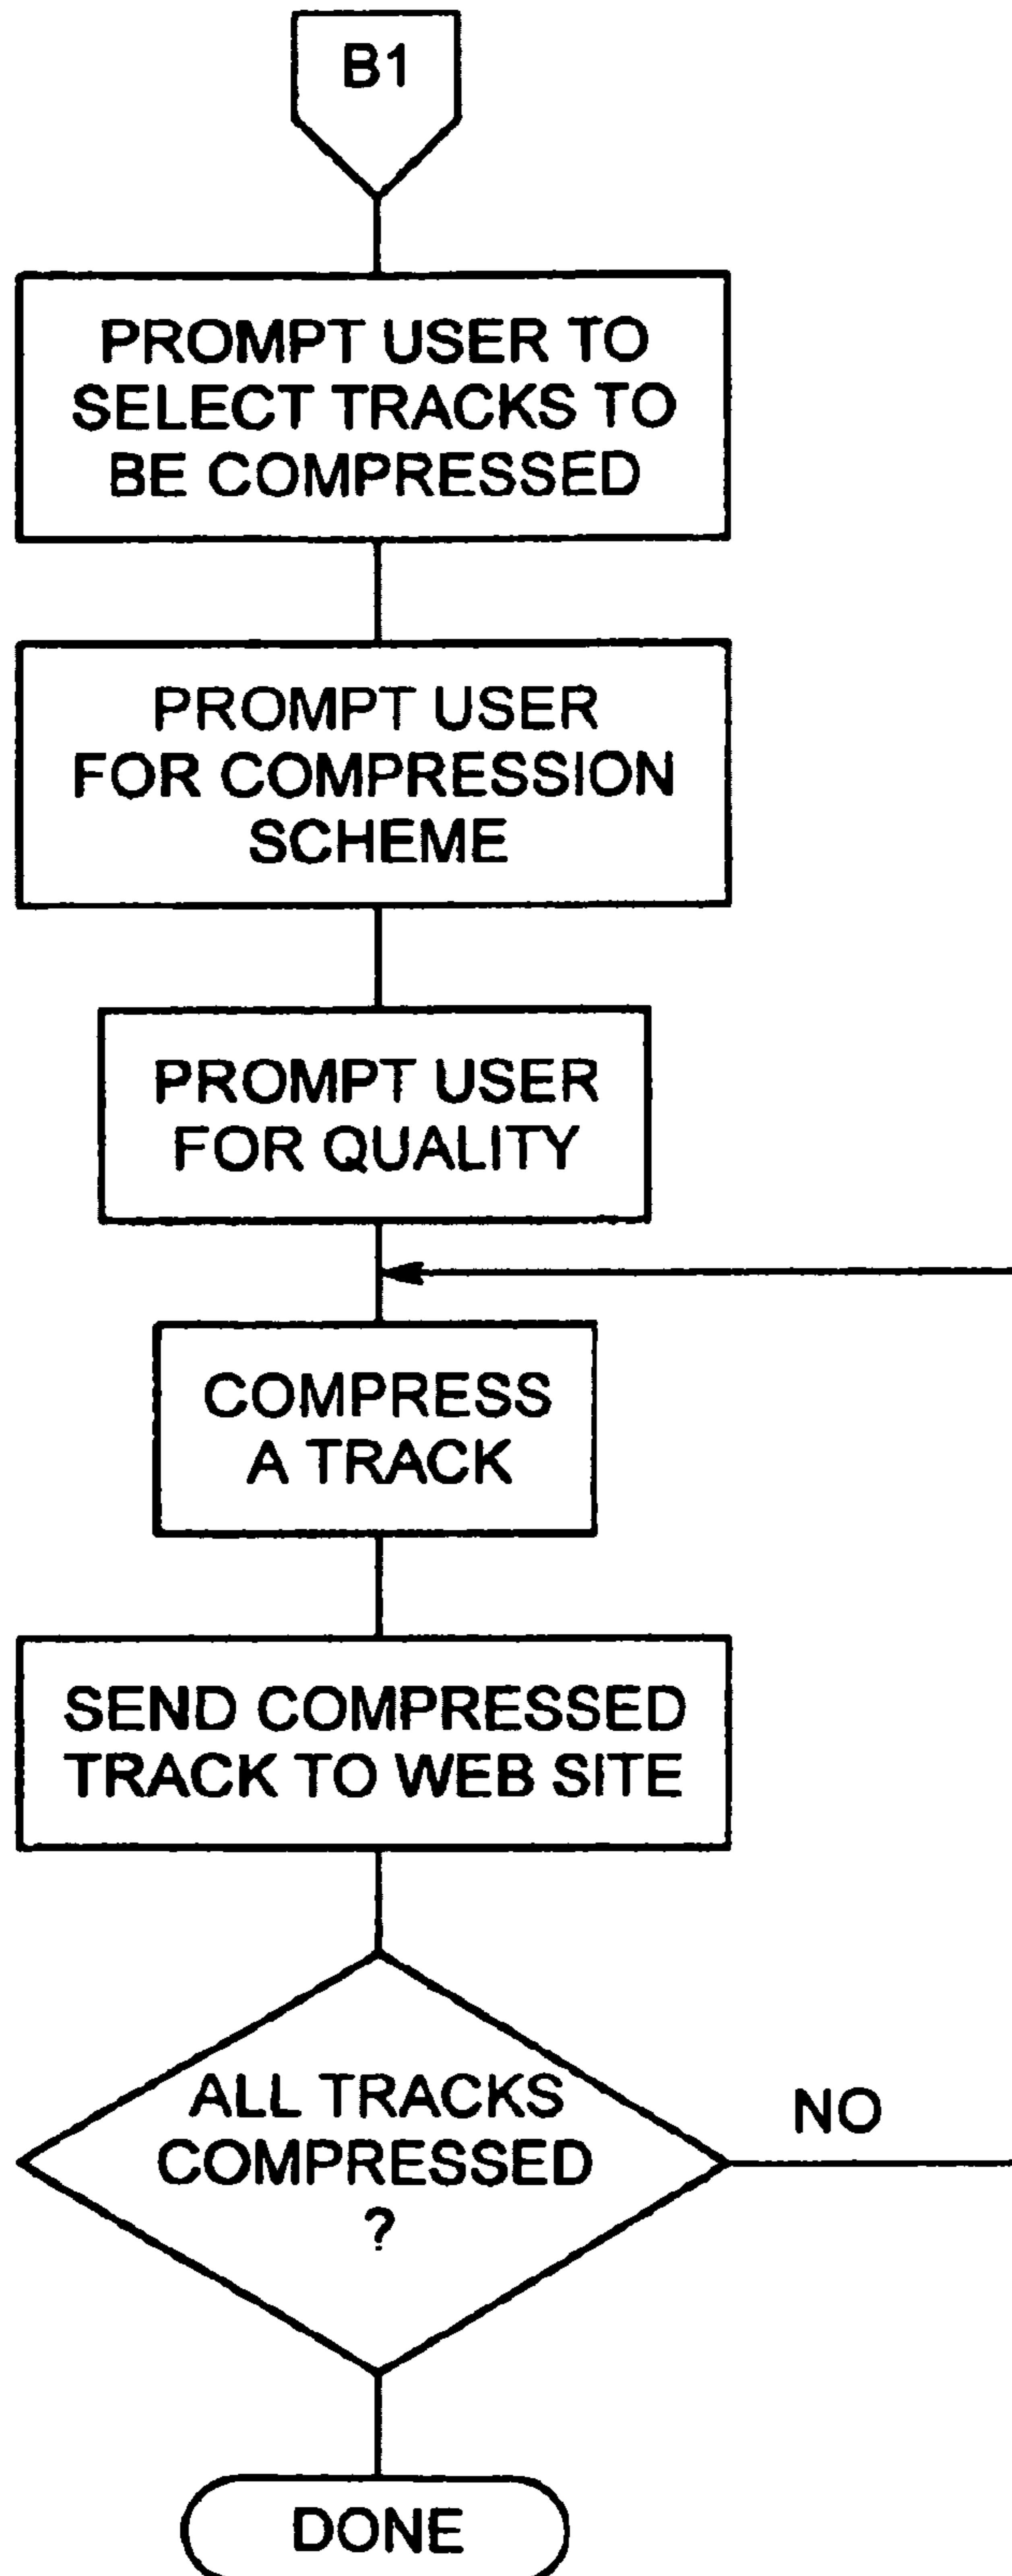 B1
PROMPT USER TO
SELECT TRACKS TO
BE COMPRESSED
PROMPT USER
FOR COMPRESSION
SCHEME
PROMPT USER
FOR QUALITY
COMPRESS
A TRACK
SEND COMPRESSED
TRACK TO WEB SITE
ALL TRACKS
COMPRESSED
?
NO
DONE